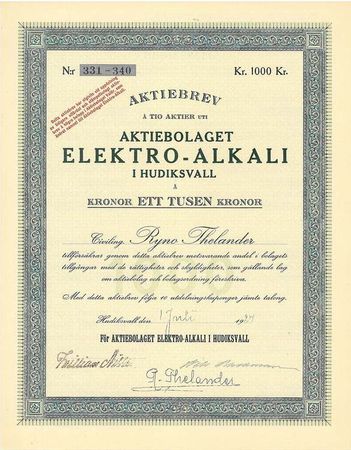 Nr: 331-340 Kr. 1000 Kr.
AKTIEBREV
Å TIO AKTIER UTI
AKTIEBOLAGET
ELEKTRO-ALKALI
I HUDIKSVALL
Å
KRONOR ETT TUSEN KRONOR
Civiling. Ryno Thelander
tillförsäkras genom detta aktiebrev motsvarande andel i bolagets
tillgångar med de rättigheter och skyldigheter, som gällande lag
om aktiebolag och bolagsordning föreskriva.
Med detta aktiebrev följa 10 utdelningskuponger jämte talong.
Hudiksvall den 1 Juli 1927
FÖR AKTIEBOLAGET ELEKTRO-ALKALI I HUDIKSVALL
R. Thelander